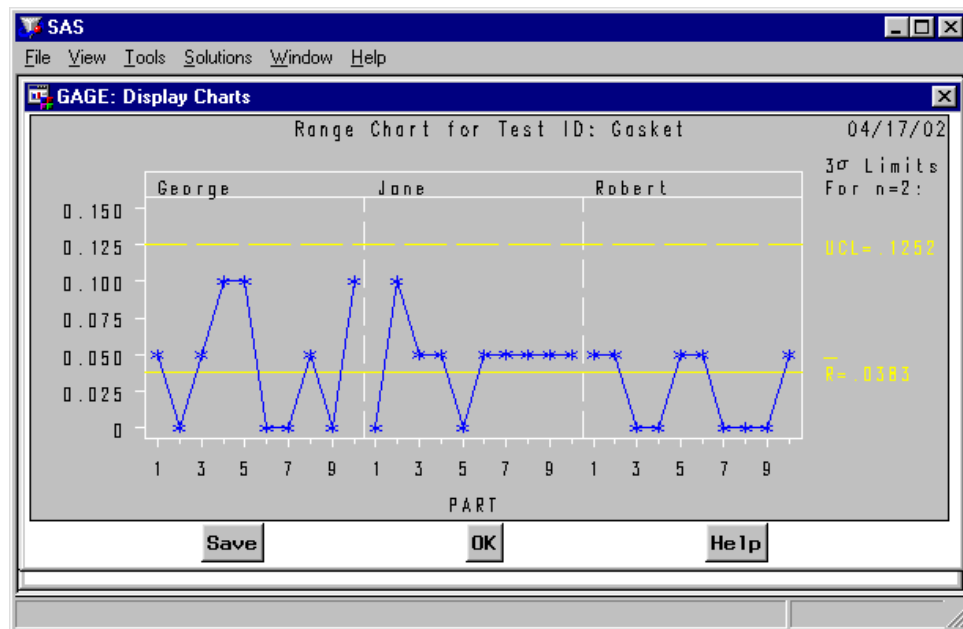 SAS
File View Tools Solutions Window Help
GAGE: Display Charts
Range Chart for Test ID: Gasket 04/17/02
3σ Limits
For n=2:
George Jane Robert
0.150
0.125 UCL=.1252
0.100
0.075
0.050
R̅=.0383
0.025
0
1 3 5 7 9 1 3 5 7 9 1 3 5 7 9
PART
Save OK Help